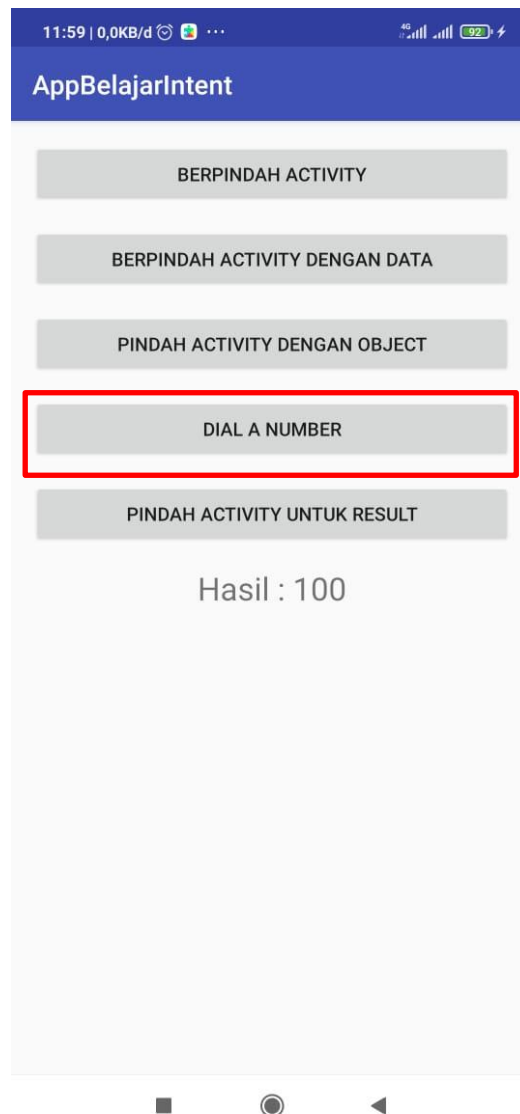 11:59 | 0,0KB/d ··· 4G 92
AppBelajarIntent
BERPINDAH ACTIVITY
BERPINDAH ACTIVITY DENGAN DATA
PINDAH ACTIVITY DENGAN OBJECT
DIAL A NUMBER
PINDAH ACTIVITY UNTUK RESULT
Hasil : 100